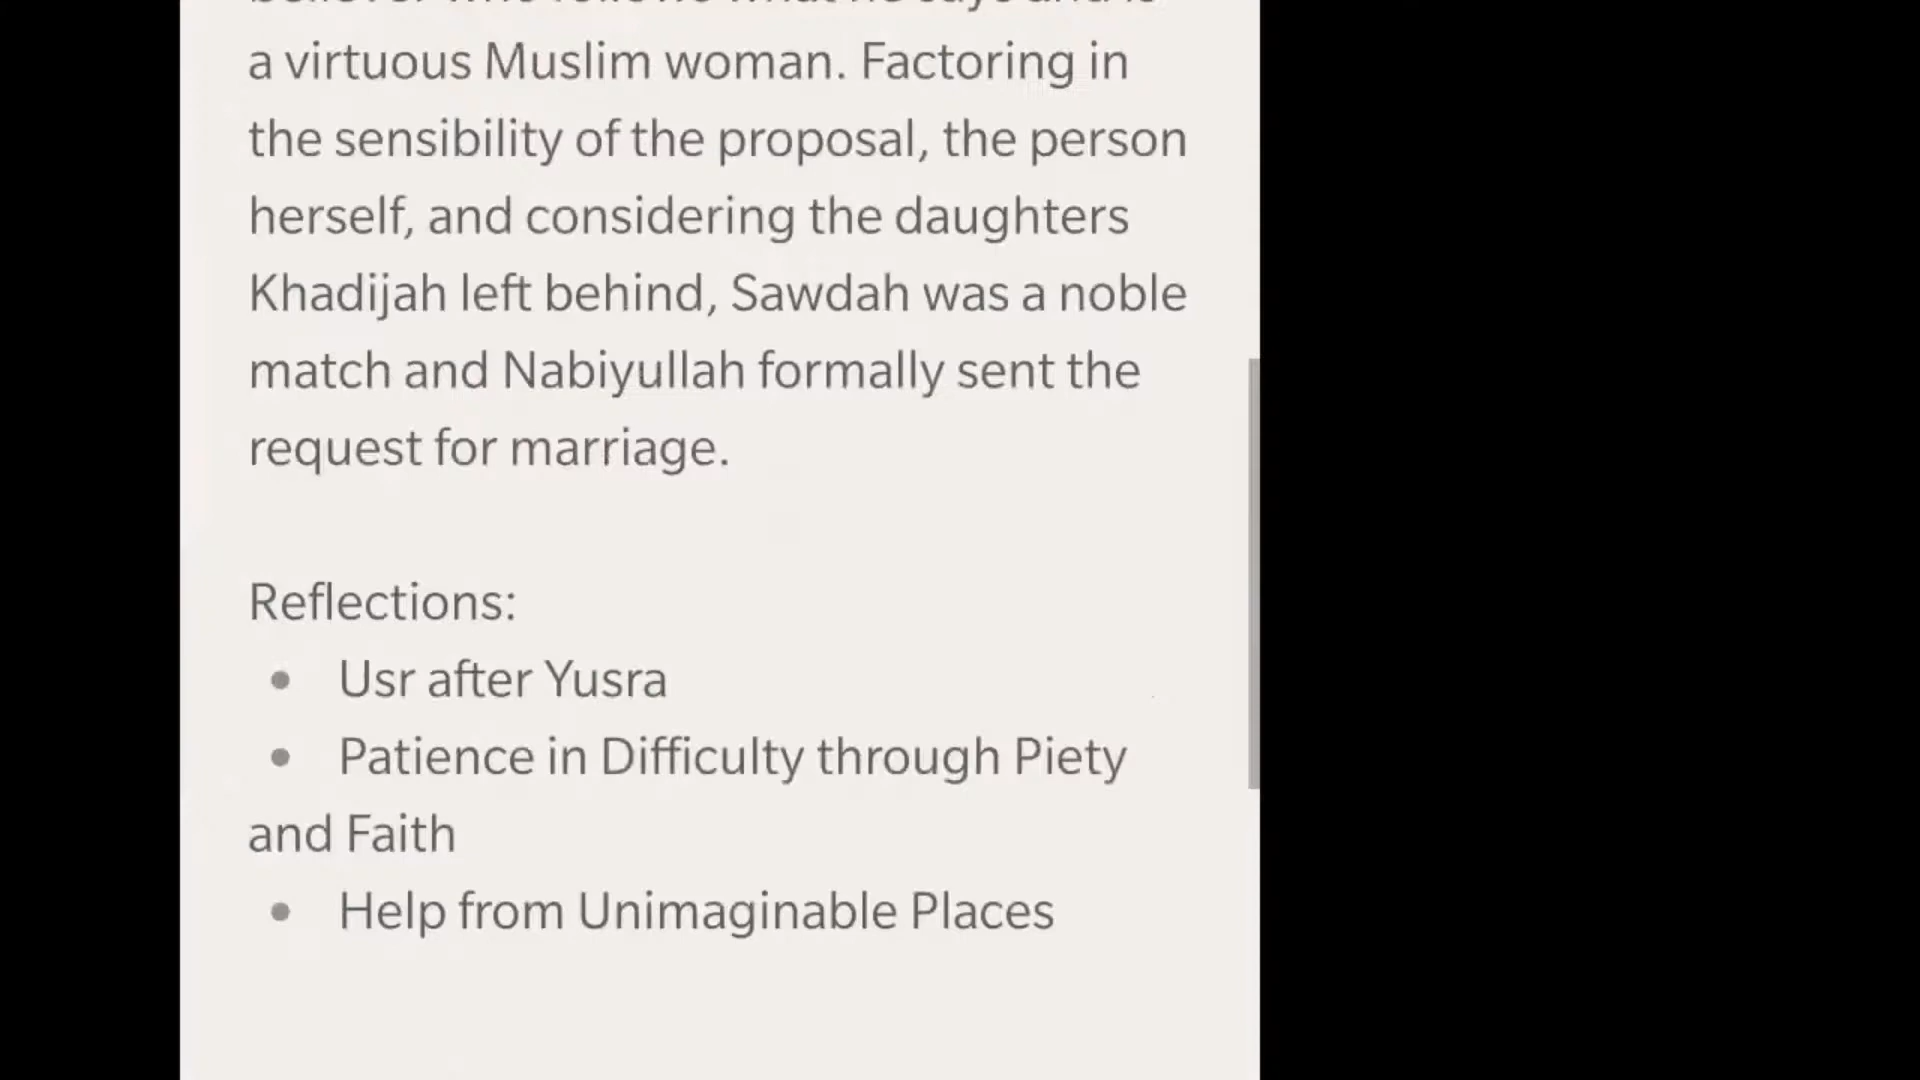 a virtuous Muslim woman. Factoring in
the sensibility of the proposal, the person
herself, and considering the daughters
Khadijah left behind, Sawdah was a noble
match and Nabiyullah formally sent the
request for marriage.
Reflections:
• Usr after Yusra
• Patience in Difficulty through Piety
and Faith
• Help from Unimaginable Places